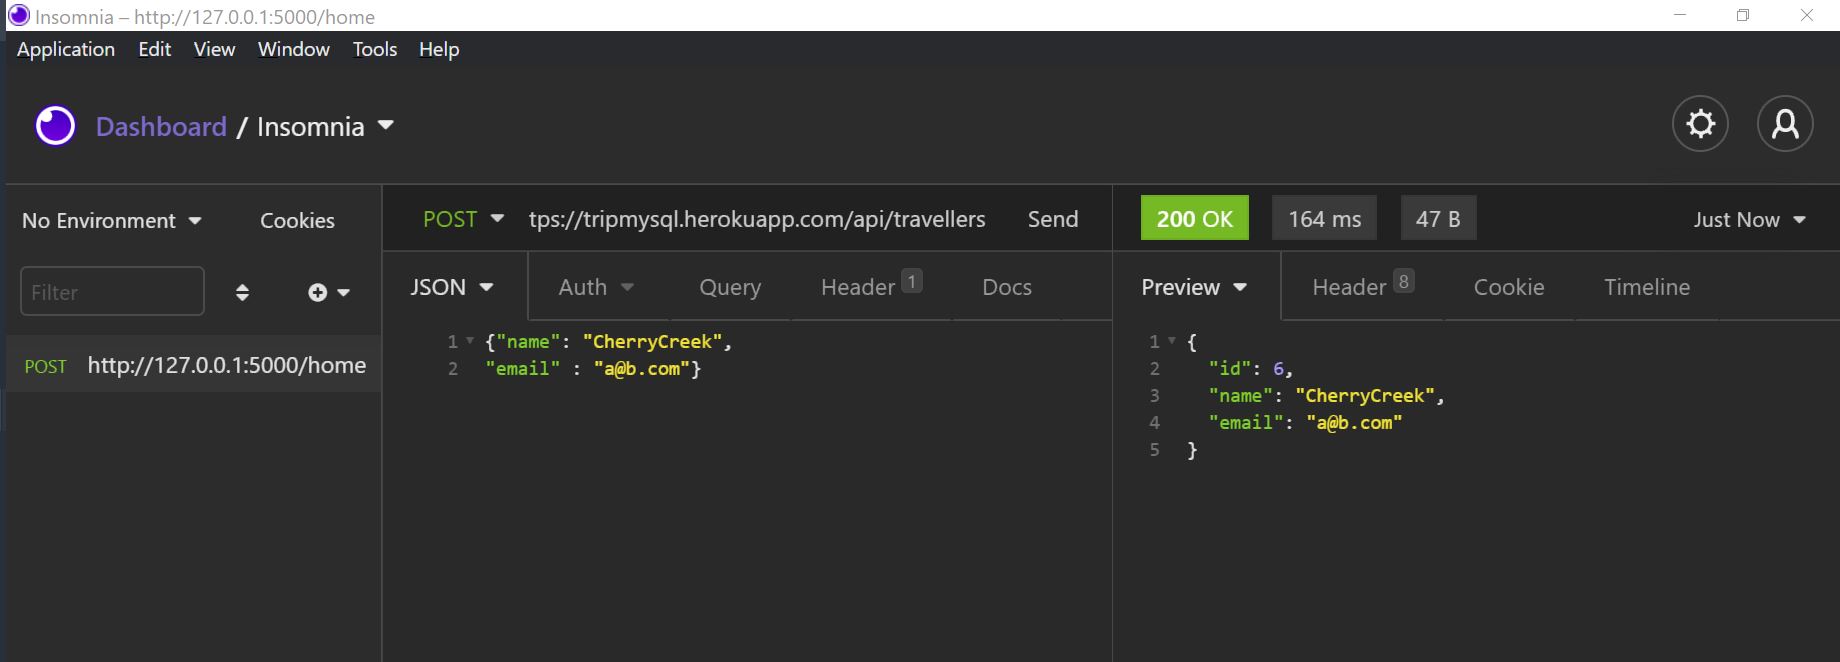 Insomnia – http://127.0.0.1:5000/home
Application Edit View Window Tools Help
Dashboard / Insomnia
No Environment Cookies
Filter
POST http://127.0.0.1:5000/home
POST tps://tripmysql.herokuapp.com/api/travellers Send
JSON Auth Query Header 1 Docs
1 {"name": "CherryCreek",
2 "email" : "a@b.com"}
200 OK 164 ms 47 B Just Now
Preview Header 8 Cookie Timeline
1 {
2 "id": 6,
3 "name": "CherryCreek",
4 "email": "a@b.com"
5 }